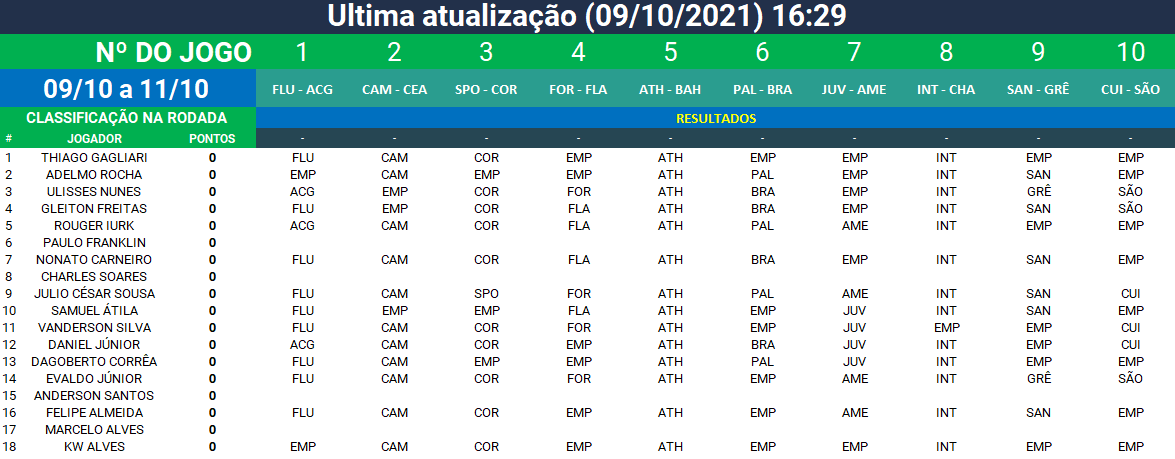 Ultima atualização (09/10/2021) 16:29
Nº DO JOGO 1 2 3 4 5 6 7 8 9 10
09/10 a 11/10 FLU - ACG CAM - CEA SPO - COR FOR - FLA ATH - BAH PAL - BRA JUV - AME INT - CHA SAN - GRÊ CUI - SÃO
CLASSIFICAÇÃO NA RODADA RESULTADOS
# JOGADOR PONTOS - - - - - - - - - -
1 THIAGO GAGLIARI 0 FLU CAM COR EMP ATH EMP EMP INT EMP EMP
2 ADELMO ROCHA 0 EMP CAM EMP EMP ATH PAL EMP INT SAN EMP
3 ULISSES NUNES 0 ACG EMP COR FOR ATH BRA EMP INT GRÊ SÃO
4 GLEITON FREITAS 0 FLU EMP COR FLA ATH BRA EMP INT SAN SÃO
5 ROUGER IURK 0 ACG CAM COR FLA ATH PAL AME INT EMP EMP
6 PAULO FRANKLIN 0
7 NONATO CARNEIRO 0 FLU CAM COR FLA ATH BRA EMP INT SAN EMP
8 CHARLES SOARES 0
9 JULIO CÉSAR SOUSA 0 FLU CAM SPO FOR ATH PAL AME INT SAN CUI
10 SAMUEL ÁTILA 0 FLU EMP EMP FLA ATH EMP JUV INT SAN EMP
11 VANDERSON SILVA 0 FLU CAM COR FOR ATH EMP JUV EMP EMP CUI
12 DANIEL JÚNIOR 0 ACG CAM COR EMP ATH BRA JUV INT EMP CUI
13 DAGOBERTO CORRÊA 0 FLU CAM EMP EMP ATH PAL JUV INT EMP EMP
14 EVALDO JÚNIOR 0 FLU CAM COR FOR ATH EMP AME INT GRÊ SÃO
15 ANDERSON SANTOS 0
16 FELIPE ALMEIDA 0 FLU CAM COR EMP ATH EMP AME INT SAN EMP
17 MARCELO ALVES 0
18 KW ALVES 0 EMP CAM COR EMP ATH EMP EMP INT EMP EMP